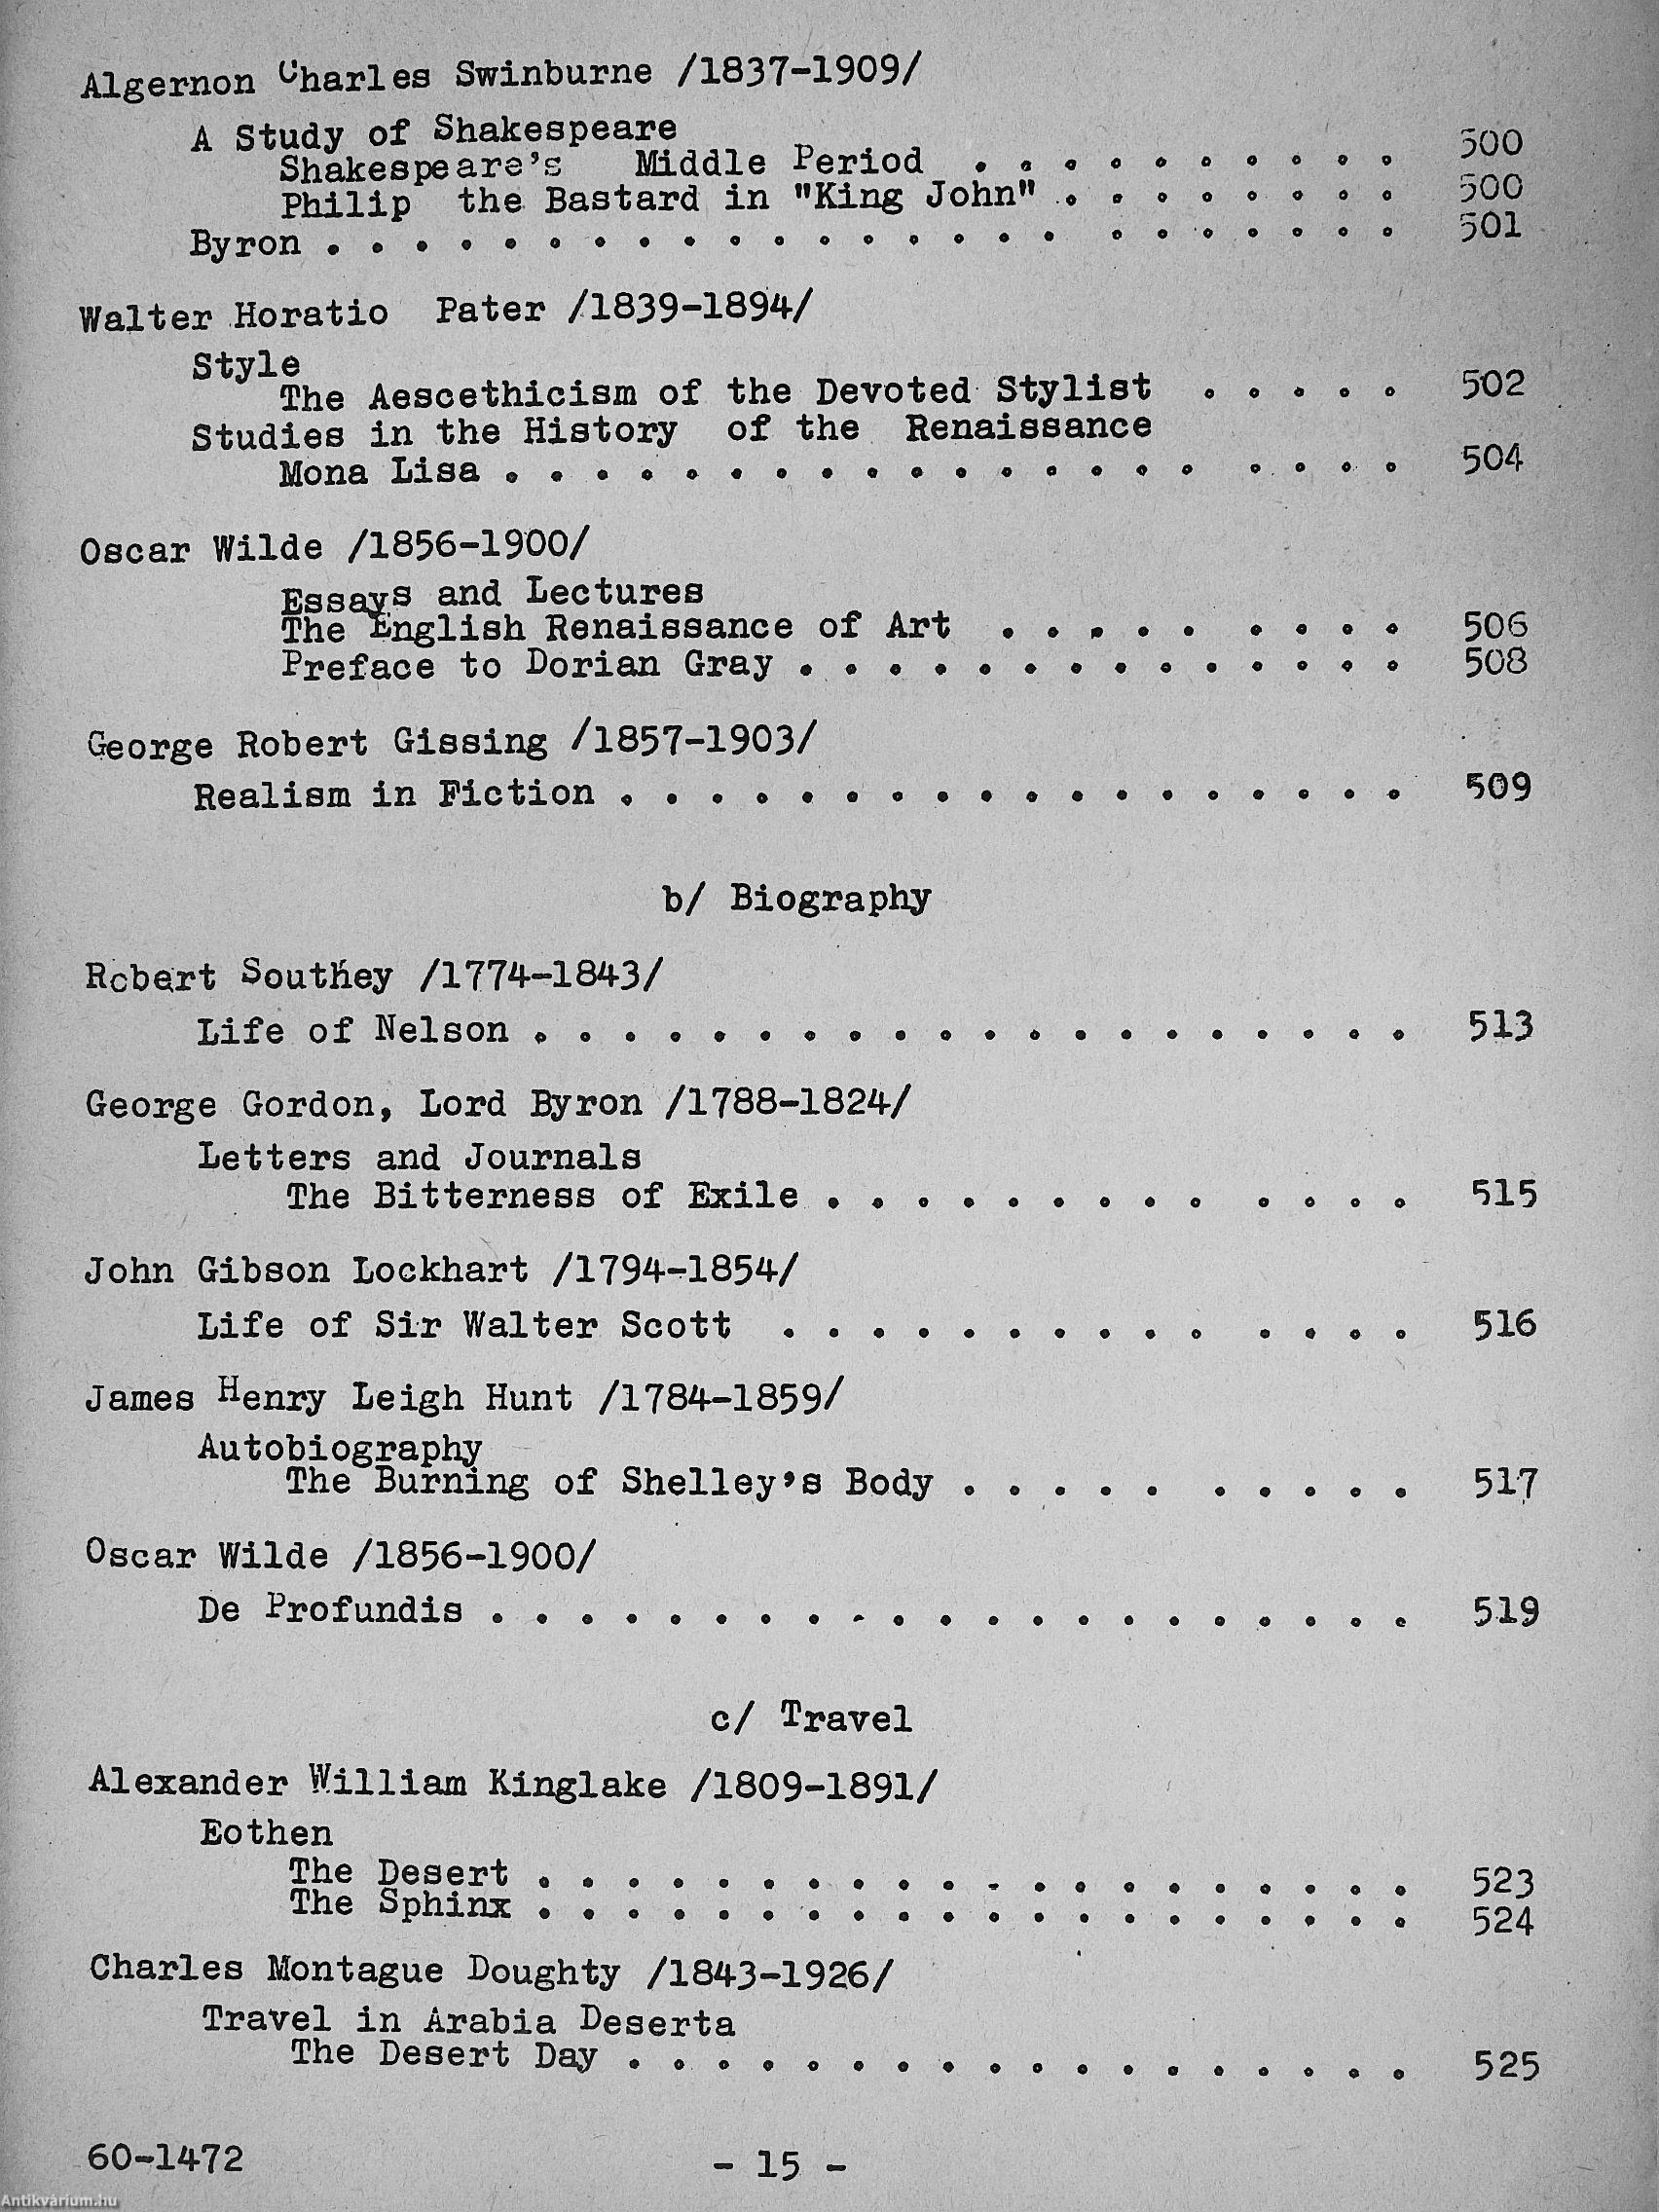 Algernon Charles Swinburne /1837-1909/
A Study of Shakespeare
Shakespeare's Middle Period . . . . . . . . . . 500
Philip the Bastard in "King John" . . . . . . . . 500
Byron . . . . . . . . . . . . . . . . . . . . . . . . 501
Walter Horatio Pater /1839-1894/
Style
The Aescethicism of the Devoted Stylist . . . . . 502
Studies in the History of the Renaissance
Mona Lisa . . . . . . . . . . . . . . . . . . . . 504
Oscar Wilde /1856-1900/
Essays and Lectures
The English Renaissance of Art . . . . . . . . . 506
Preface to Dorian Gray . . . . . . . . . . . . . . 508
George Robert Gissing /1857-1903/
Realism in Fiction . . . . . . . . . . . . . . . . . . 509
b/ Biography
Robert Southey /1774-1843/
Life of Nelson . . . . . . . . . . . . . . . . . . . . 513
George Gordon, Lord Byron /1788-1824/
Letters and Journals
The Bitterness of Exile . . . . . . . . . . . . . 515
John Gibson Lockhart /1794-1854/
Life of Sir Walter Scott . . . . . . . . . . . . . . 516
James Henry Leigh Hunt /1784-1859/
Autobiography
The Burning of Shelley's Body . . . . . . . . . . 517
Oscar Wilde /1856-1900/
De Profundis . . . . . . . . . . . . . . . . . . . . . 519
c/ Travel
Alexander William Kinglake /1809-1891/
Eothen
The Desert . . . . . . . . . . . . . . . . . . . . 523
The Sphinx . . . . . . . . . . . . . . . . . . . . 524
Charles Montague Doughty /1843-1926/
Travel in Arabia Deserta
The Desert Day . . . . . . . . . . . . . . . . . . 525
60-1472
- 15 -
Antikvárium.hu